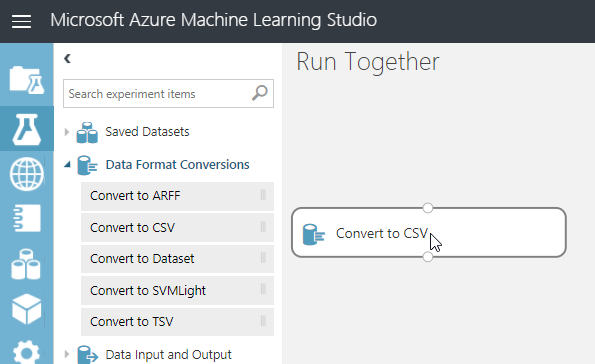 Microsoft Azure Machine Learning Studio
Run Together
Search experiment items
Saved Datasets
Data Format Conversions
Convert to ARFF
Convert to CSV
Convert to Dataset
Convert to SVMLight
Convert to TSV
Data Input and Output
Convert to CSV